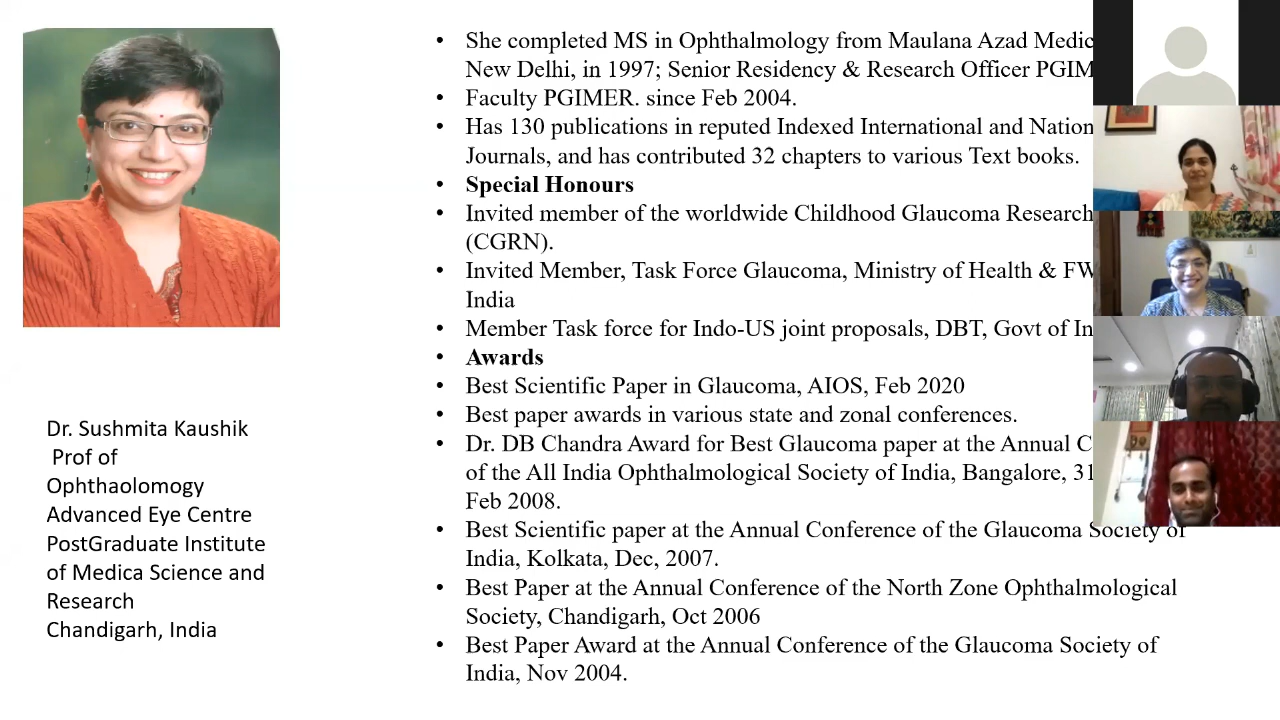 Dr. Sushmita Kaushik
Prof of
Ophthaolomogy
Advanced Eye Centre
PostGraduate Institute
of Medica Science and
Research
Chandigarh, India
• She completed MS in Ophthalmology from Maulana Azad Medic
New Delhi, in 1997; Senior Residency & Research Officer PGIM
• Faculty PGIMER. since Feb 2004.
• Has 130 publications in reputed Indexed International and Nation
Journals, and has contributed 32 chapters to various Text books.
• Special Honours
• Invited member of the worldwide Childhood Glaucoma Research
(CGRN).
• Invited Member, Task Force Glaucoma, Ministry of Health & FW
India
• Member Task force for Indo-US joint proposals, DBT, Govt of In
• Awards
• Best Scientific Paper in Glaucoma, AIOS, Feb 2020
• Best paper awards in various state and zonal conferences.
• Dr. DB Chandra Award for Best Glaucoma paper at the Annual C
of the All India Ophthalmological Society of India, Bangalore, 31
Feb 2008.
• Best Scientific paper at the Annual Conference of the Glaucoma Society of
India, Kolkata, Dec, 2007.
• Best Paper at the Annual Conference of the North Zone Ophthalmological
Society, Chandigarh, Oct 2006
• Best Paper Award at the Annual Conference of the Glaucoma Society of
India, Nov 2004.